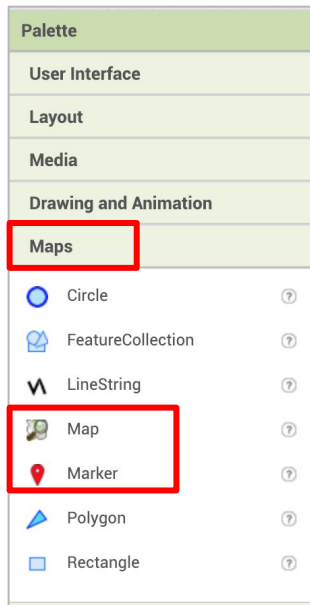 Palette
User Interface
Layout
Media
Drawing and Animation
Maps
Circle ?
FeatureCollection ?
LineString ?
Map ?
Marker ?
Polygon ?
Rectangle ?